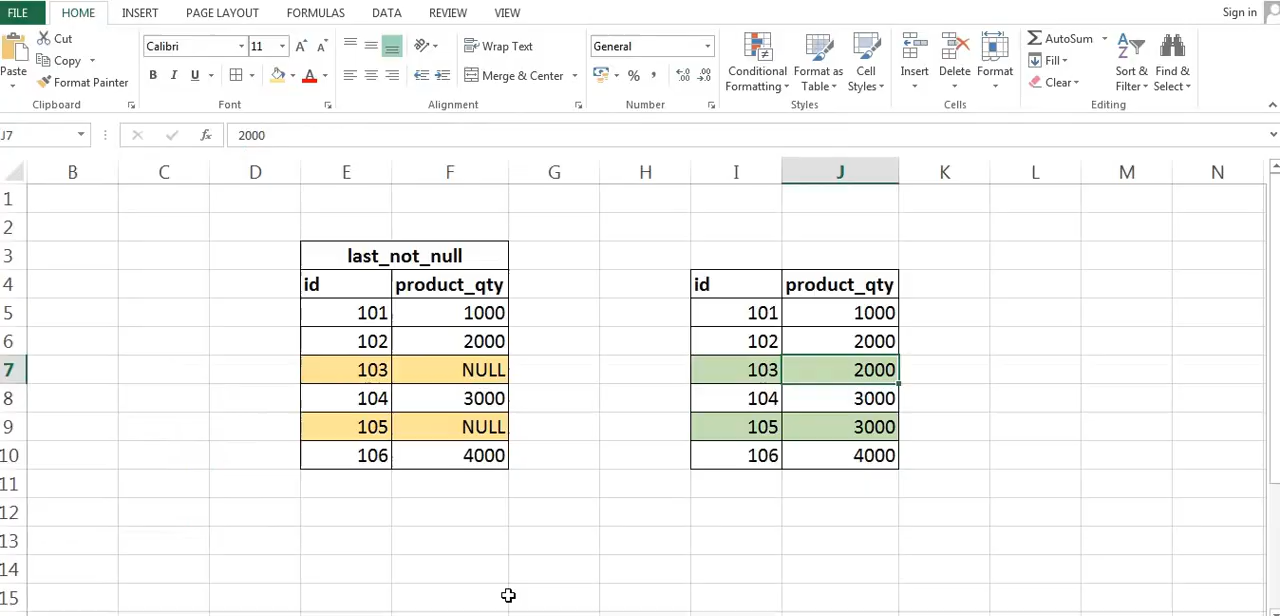 FILE HOME INSERT PAGE LAYOUT FORMULAS DATA REVIEW VIEW Sign in
Cut
Copy
Paste
Format Painter
Clipboard
Calibri 11
B I U A
Font
Wrap Text
Merge & Center
Alignment
General
%
Number
Conditional Formatting
Format as Table
Cell Styles
Styles
Insert
Delete
Format
Cells
AutoSum
Fill
Clear
Sort & Filter
Find & Select
Editing
J7 fx 2000
B C D E F G H I J K L M N
1
2
3 last_not_null
4 id product_qty id product_qty
5 101 1000 101 1000
6 102 2000 102 2000
7 103 NULL 103 2000
8 104 3000 104 3000
9 105 NULL 105 3000
10 106 4000 106 4000
11
12
13
14
15